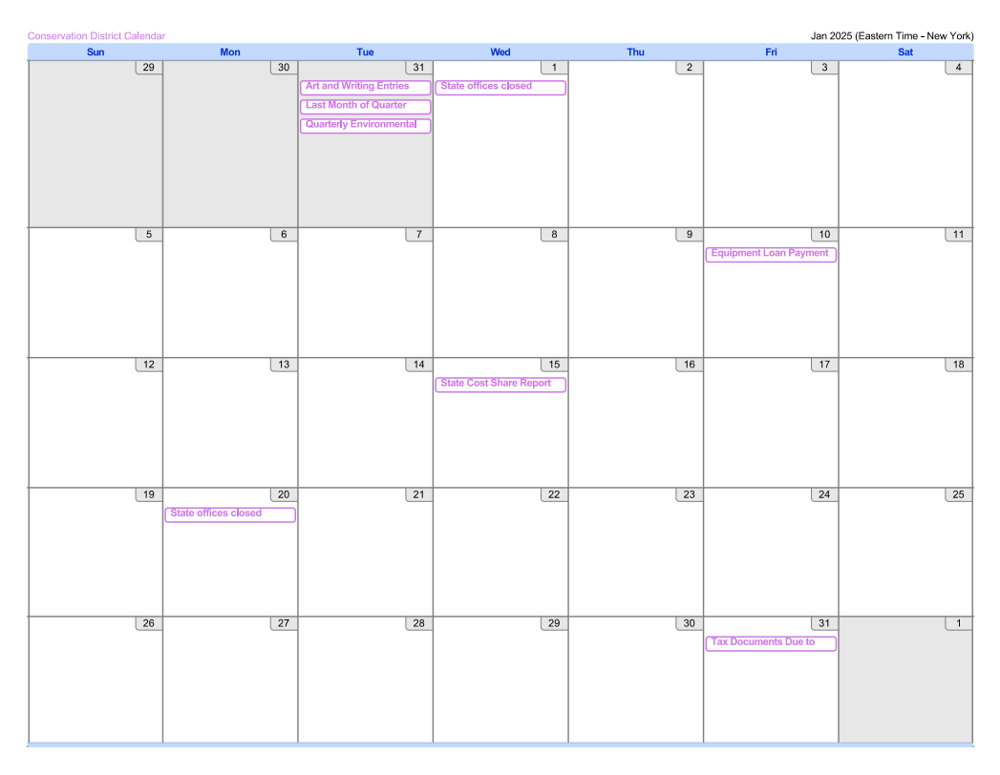 Conservation District Calendar Jan 2025 (Eastern Time - New York)
Sun Mon Tue Wed Thu Fri Sat
29 30 31 1 2 3 4
Art and Writing Entries State offices closed
Last Month of Quarter
Quarterly Environmental
5 6 7 8 9 10 11
Equipment Loan Payment
12 13 14 15 16 17 18
State Cost Share Report
19 20 21 22 23 24 25
State offices closed
26 27 28 29 30 31 1
Tax Documents Due to